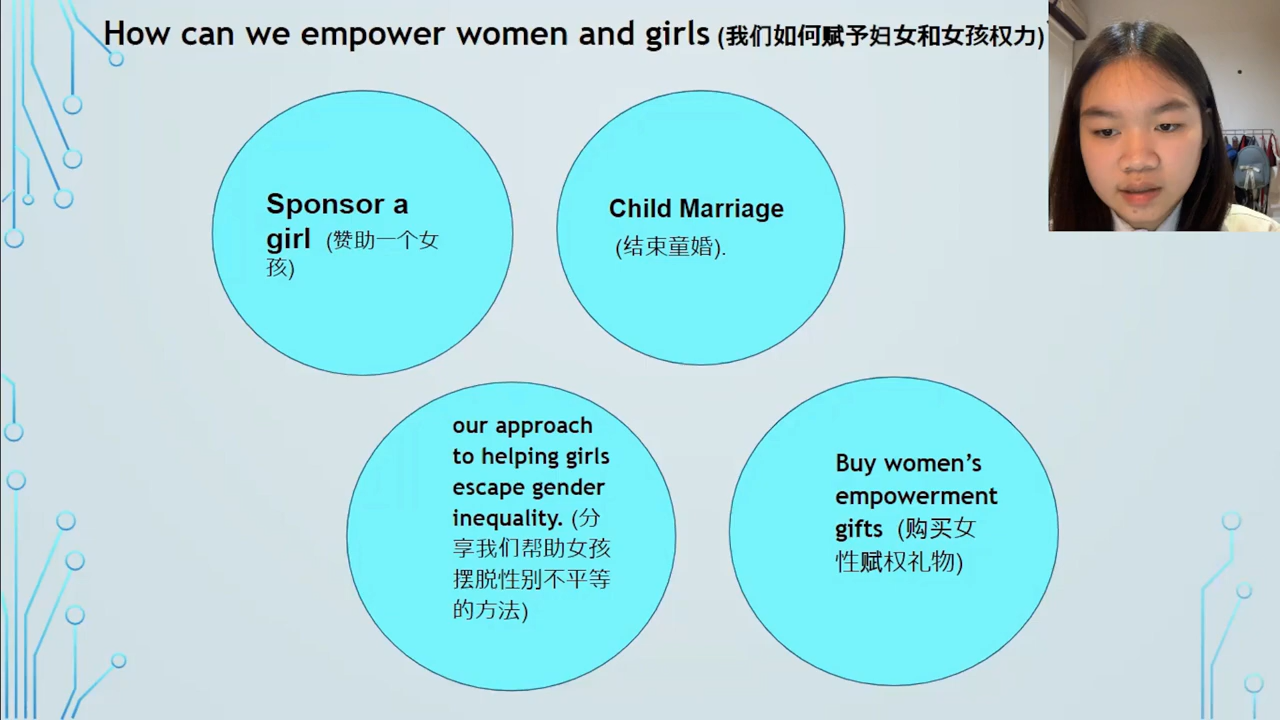 How can we empower women and girls (我们如何赋予妇女和女孩权力)
Sponsor a
girl (赞助一个女
孩)
Child Marriage
(结束童婚).
our approach
to helping girls
escape gender
inequality. (分
享我们帮助女孩
摆脱性别不平等
的方法)
Buy women’s
empowerment
gifts (购买女
性赋权礼物)